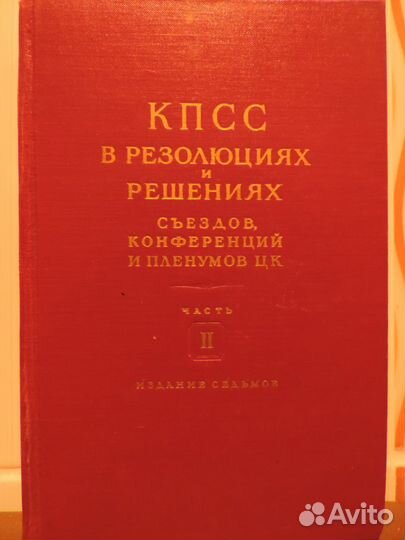 КПСС
В РЕЗОЛЮЦИЯХ
И
РЕШЕНИЯХ
СЪЕЗДОВ,
КОНФЕРЕНЦИЙ
И ПЛЕНУМОВ ЦК
ЧАСТЬ
II
ИЗДАНИЕ СЕДЬМОЕ
Avito